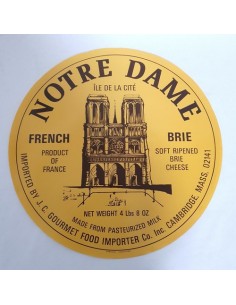 NOTRE DAME
ÎLE DE LA CITÉ
FRENCH
BRIE
PRODUCT
OF
FRANCE
SOFT RIPENED
BRIE
CHEESE
NET WEIGHT 4 Lbs 8 OZ
MADE FROM PASTEURIZED MILK
IMPORTED BY J. C. GOURMET FOOD IMPORTER Co. Inc. CAMBRIDGE, MASS. 02141